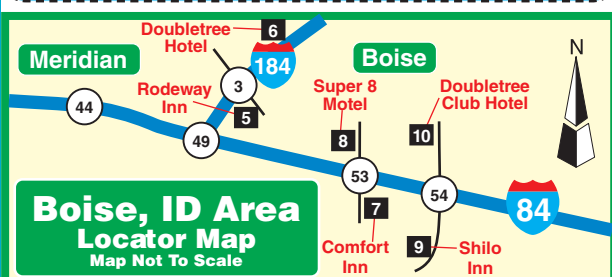 Doubletree
Hotel
6
N
Meridian
184
Boise
Rodeway
Inn
3
5
Super 8
Motel
Doubletree
Club Hotel
44
49
8
10
53
54
84
7
Boise, ID Area
Locator Map
Map Not To Scale
Comfort
Inn
9
Shilo
Inn